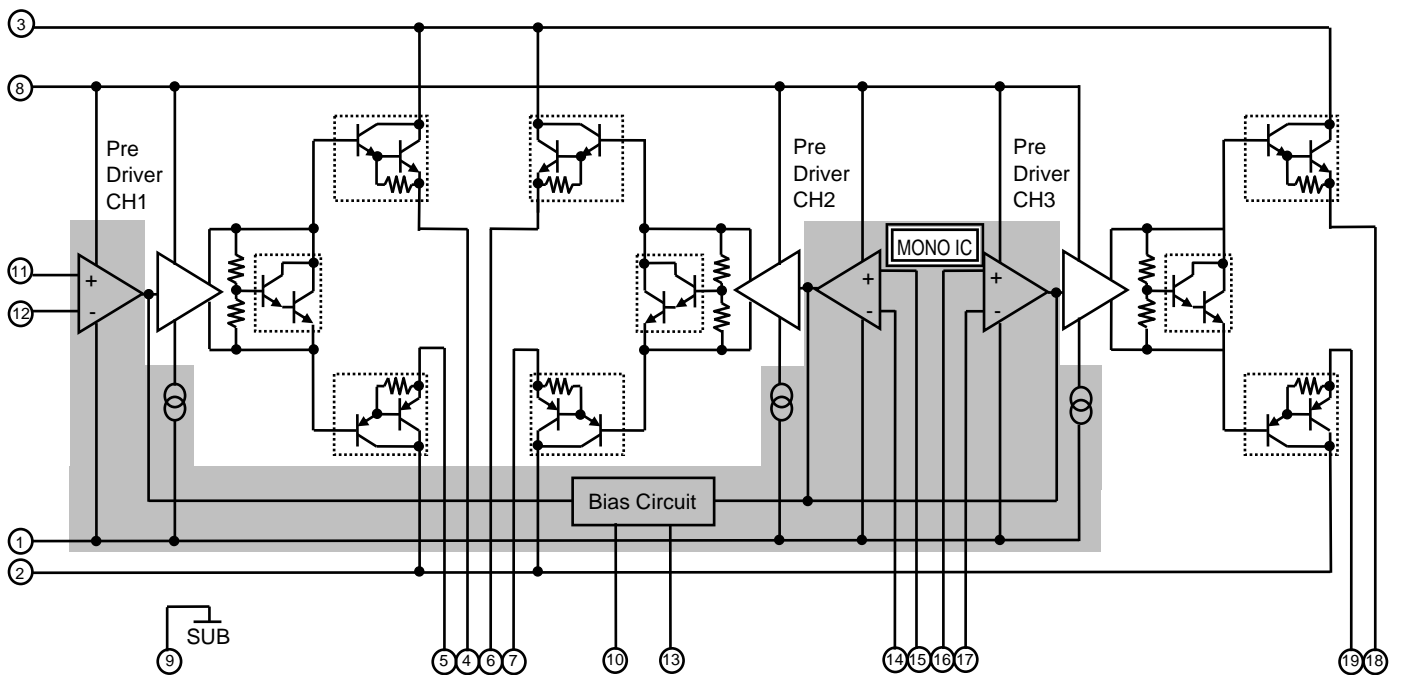 3
8
Pre
Driver
CH1
Pre
Driver
CH2
Pre
Driver
CH3
MONO IC
11
+
12
-
+
-
+
-
Bias Circuit
1
2
SUB
9
5
4
6
7
10
13
14
15
16
17
19
18